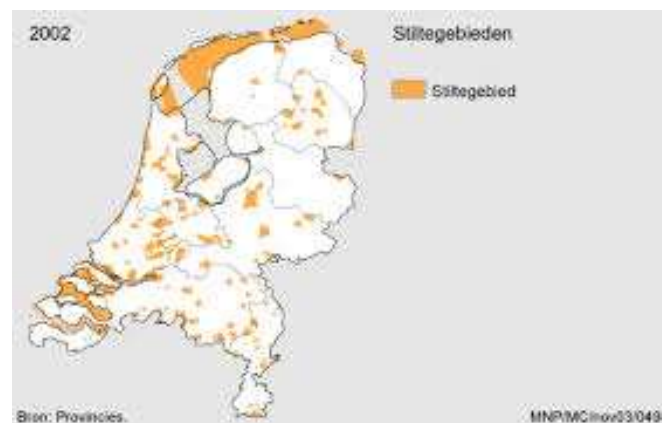 2002
Stiltegebieden
Stiltegebied
Bron: Provincies.
MNP/MC/nov03/049